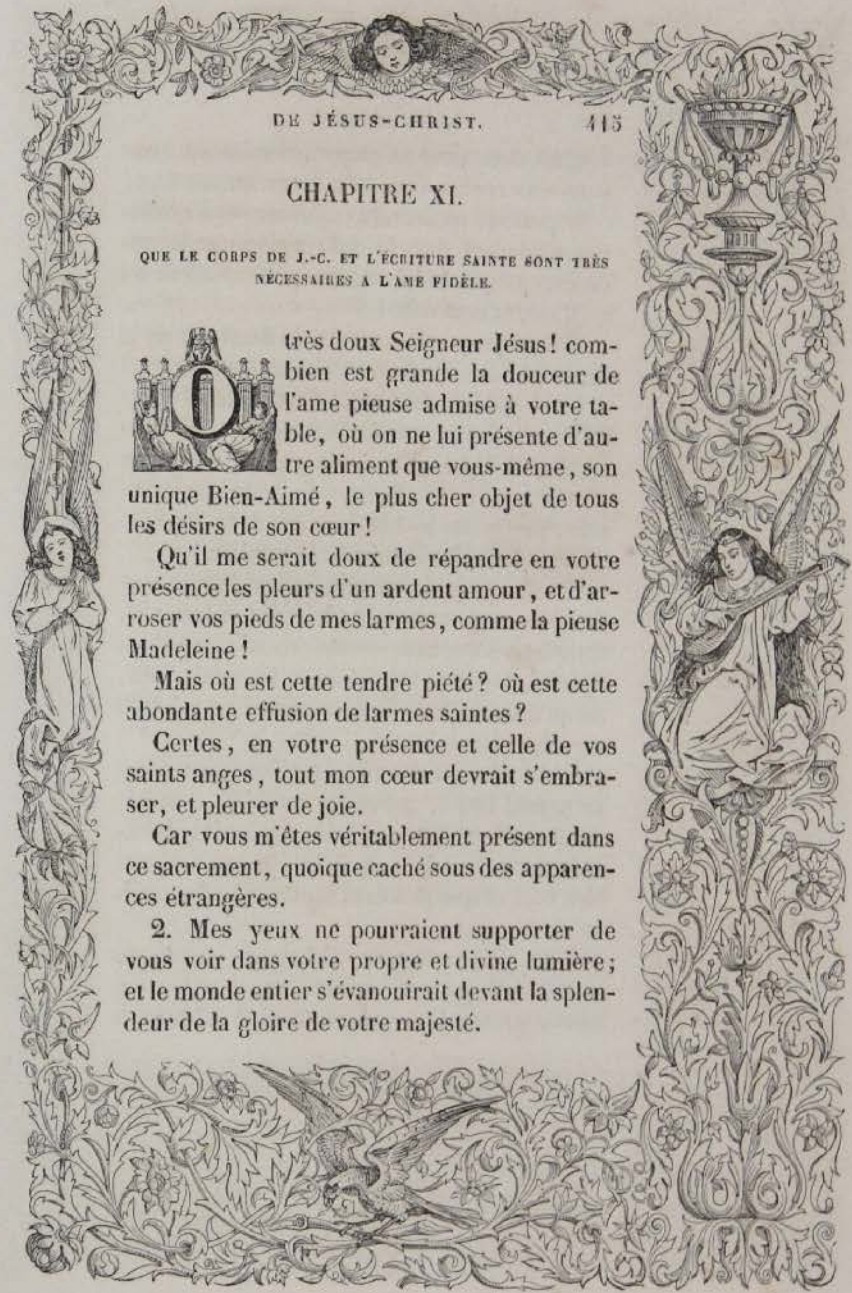 DE JÉSUS-CHRIST. 415
CHAPITRE XI.
QUE LE CORPS DE J.-C. ET L'ÉCRITURE SAINTE SONT TRÈS
NÉCESSAIRES A L'AME FIDÈLE.
O très doux Seigneur Jésus! com-
bien est grande la douceur de
l'ame pieuse admise à votre ta-
ble, où on ne lui présente d'au-
tre aliment que vous-même, son
unique Bien-Aimé, le plus cher objet de tous
les désirs de son cœur!
Qu'il me serait doux de répandre en votre
présence les pleurs d'un ardent amour, et d'ar-
roser vos pieds de mes larmes, comme la pieuse
Madeleine!
Mais où est cette tendre piété? où est cette
abondante effusion de larmes saintes?
Certes, en votre présence et celle de vos
saints anges, tout mon cœur devrait s'embra-
ser, et pleurer de joie.
Car vous m'êtes véritablement présent dans
ce sacrement, quoique caché sous des apparen-
ces étrangères.
2. Mes yeux ne pourraient supporter de
vous voir dans votre propre et divine lumière;
et le monde entier s'évanouirait devant la splen-
deur de la gloire de votre majesté.